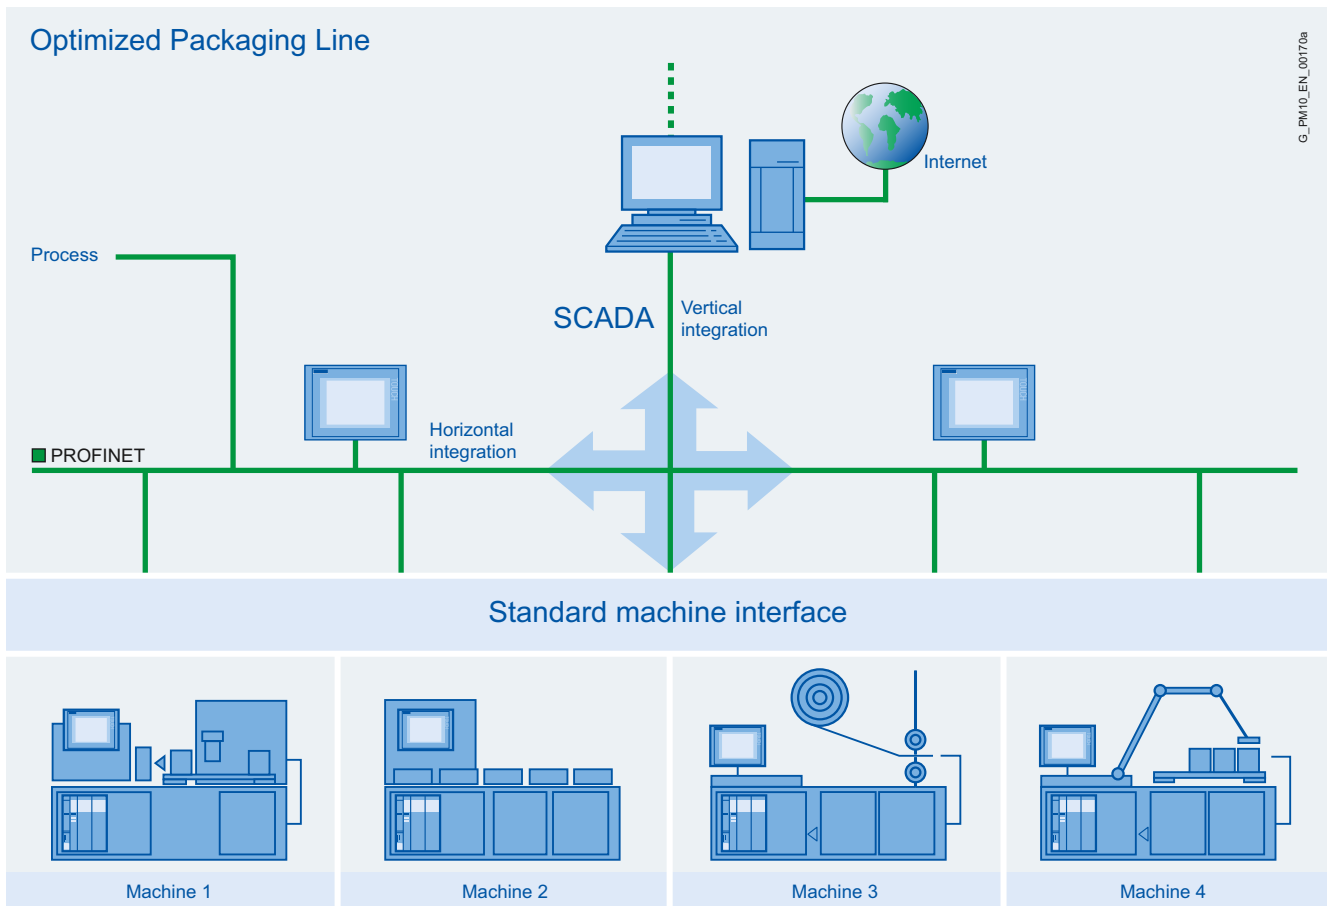 Optimized Packaging Line
G_PM10_EN_00170a
Internet
Process
SCADA
Vertical
integration
Horizontal
integration
PROFINET
Standard machine interface
Machine 1
Machine 2
Machine 3
Machine 4